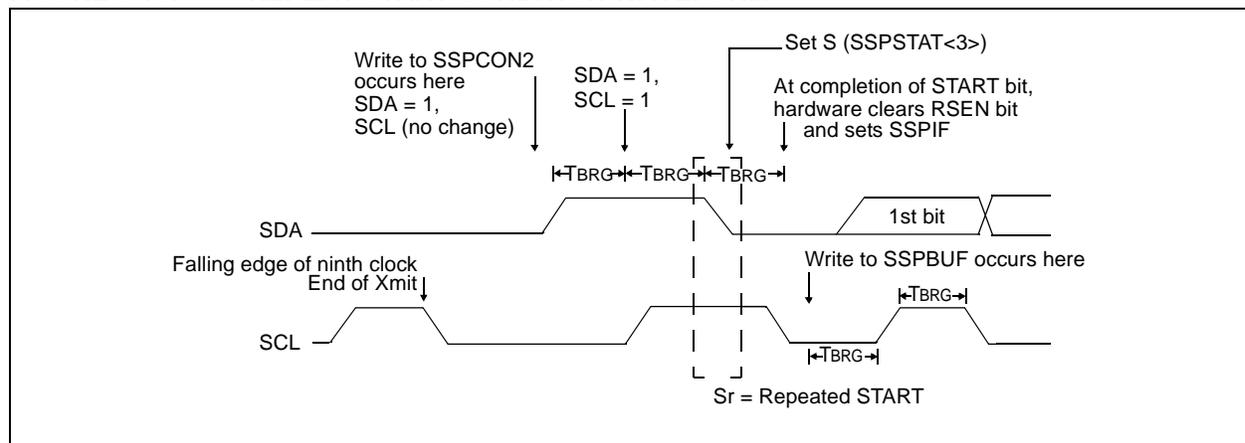 Set S (SSPSTAT<3>)
Write to SSPCON2
occurs here
SDA = 1,
SCL (no change)
SDA = 1,
SCL = 1
At completion of START bit,
hardware clears RSEN bit
and sets SSPIF
TBRG TBRG TBRG
SDA
1st bit
Falling edge of ninth clock
End of Xmit
Write to SSPBUF occurs here
TBRG
SCL
TBRG
Sr = Repeated START